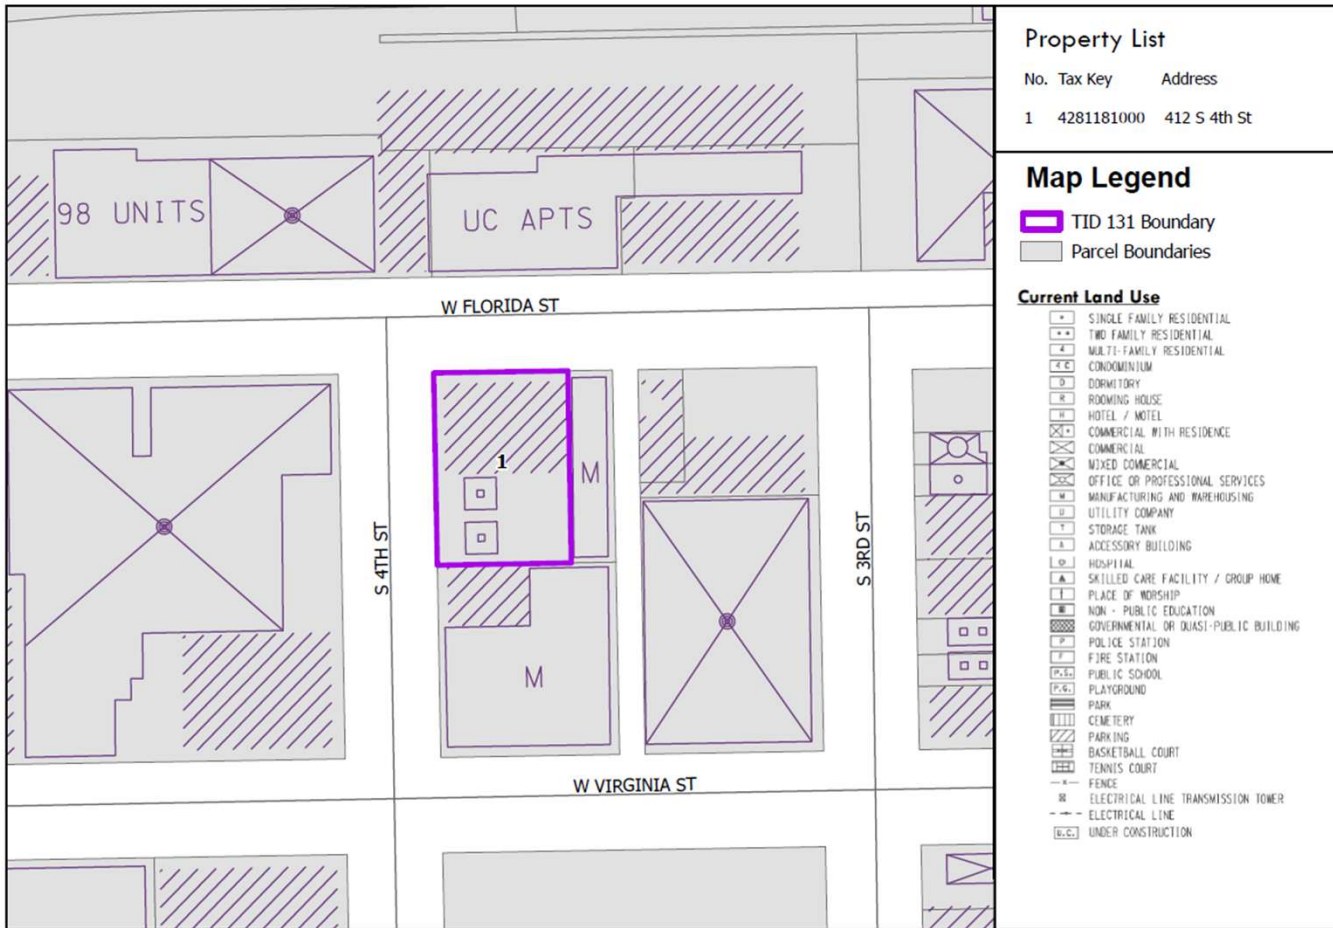 98 UNITS
UC APTS
W FLORIDA ST
1
M
S 4TH ST
S 3RD ST
M
W VIRGINIA ST
Property List
No. Tax Key Address
1 4281181000 412 S 4th St
Map Legend
TID 131 Boundary
Parcel Boundaries
Current Land Use
SINGLE FAMILY RESIDENTIAL
TWO FAMILY RESIDENTIAL
4 MULTI-FAMILY RESIDENTIAL
4 C CONDOMINIUM
D DORMITORY
R ROOMING HOUSE
H HOTEL / MOTEL
COMMERCIAL WITH RESIDENCE
COMMERCIAL
MIXED COMMERCIAL
OFFICE OR PROFESSIONAL SERVICES
M MANUFACTURING AND WAREHOUSING
U UTILITY COMPANY
T STORAGE TANK
A ACCESSORY BUILDING
HOSPITAL
SKILLED CARE FACILITY / GROUP HOME
PLACE OF WORSHIP
NON - PUBLIC EDUCATION
GOVERNMENTAL OR QUASI-PUBLIC BUILDING
P POLICE STATION
F FIRE STATION
P.S. PUBLIC SCHOOL
P.G. PLAYGROUND
PARK
CEMETERY
PARKING
BASKETBALL COURT
TENNIS COURT
FENCE
ELECTRICAL LINE TRANSMISSION TOWER
ELECTRICAL LINE
U.C. UNDER CONSTRUCTION